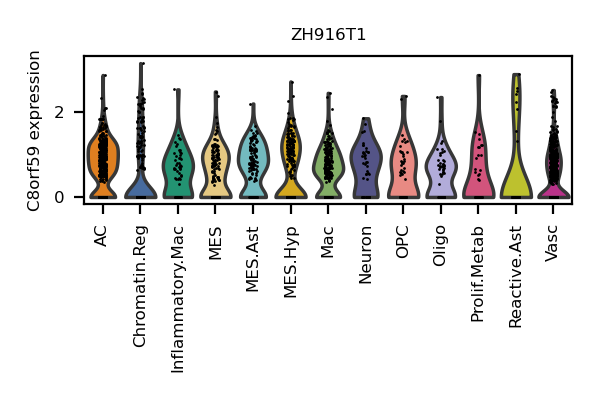 ZH916T1
C8orf59 expression
2
0
AC
Chromatin.Reg
Inflammatory.Mac
MES
MES.Ast
MES.Hyp
Mac
Neuron
OPC
Oligo
Prolif.Metab
Reactive.Ast
Vasc